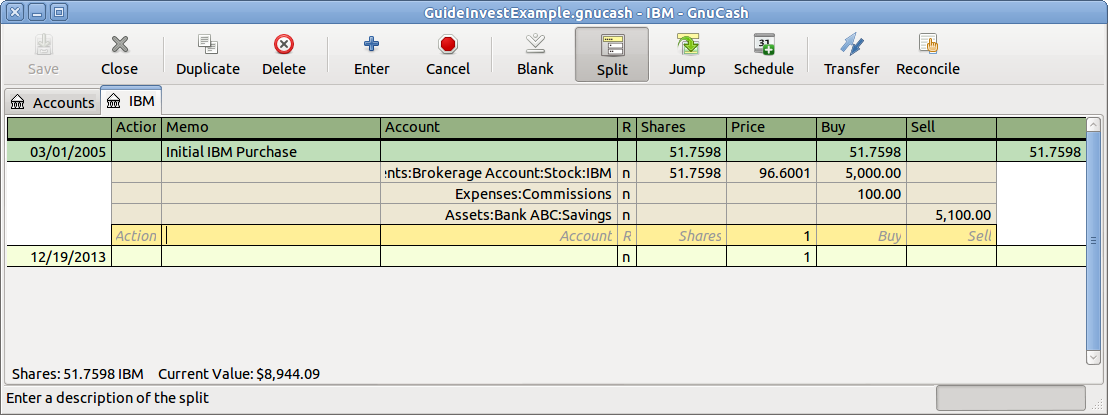 GuideInvestExample.gnucash - IBM - GnuCash
Save Close Duplicate Delete Enter Cancel Blank Split Jump Schedule Transfer Reconcile
Accounts IBM
Action Memo Account R Shares Price Buy Sell
03/01/2005 Initial IBM Purchase 51.7598 51.7598 51.7598
ents:Brokerage Account:Stock:IBM n 51.7598 96.6001 5,000.00
Expenses:Commissions n 100.00
Assets:Bank ABC:Savings n 5,100.00
Action Account R Shares 1 Buy Sell
12/19/2013 n 1
Shares: 51.7598 IBM Current Value: $8,944.09
Enter a description of the split